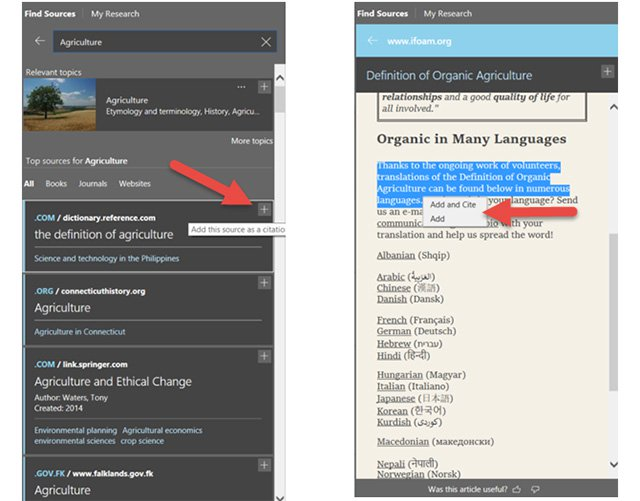 Find Sources | My Research
Agriculture
Relevant topics
Agriculture
Etymology and terminology, History, Agricu...
More topics
Top sources for Agriculture
All Books Journals Websites
.COM / dictionary.reference.com
Add this source as a citation
the definition of agriculture
Science and technology in the Philippines
.ORG / connecticuthistory.org
Agriculture
Agriculture in Connecticut
.COM / link.springer.com
Agriculture and Ethical Change
Author: Waters, Tony
Created: 2014
Environmental planning Agricultural economics
environmental sciences crop science
.GOV.FK / www.falklands.gov.fk
Agriculture
Find Sources | My Research
www.ifoam.org
Definition of Organic Agriculture
relationships and a good quality of life for
all involved."
Organic in Many Languages
Thanks to the ongoing work of volunteers,
translations of the Definition of Organic
Agriculture can be found below in numerous
languages. your language? Send
Add and Cite
us an
Add
with your
translation and help us spread the word!
Albanian (Shqip)
Arabic (العربية)
Chinese (漢語)
Danish (Dansk)
French (Français)
German (Deutsch)
Hebrew (עברית)
Hindi (हिन्दी)
Hungarian (Magyar)
Italian (Italiano)
Japanese (日本語)
Korean (한국어)
Kurdish (كوردی)
Macedonian (македонски)
Nepali (नेपाली)
Norwegian (Norsk)
Was this article useful?